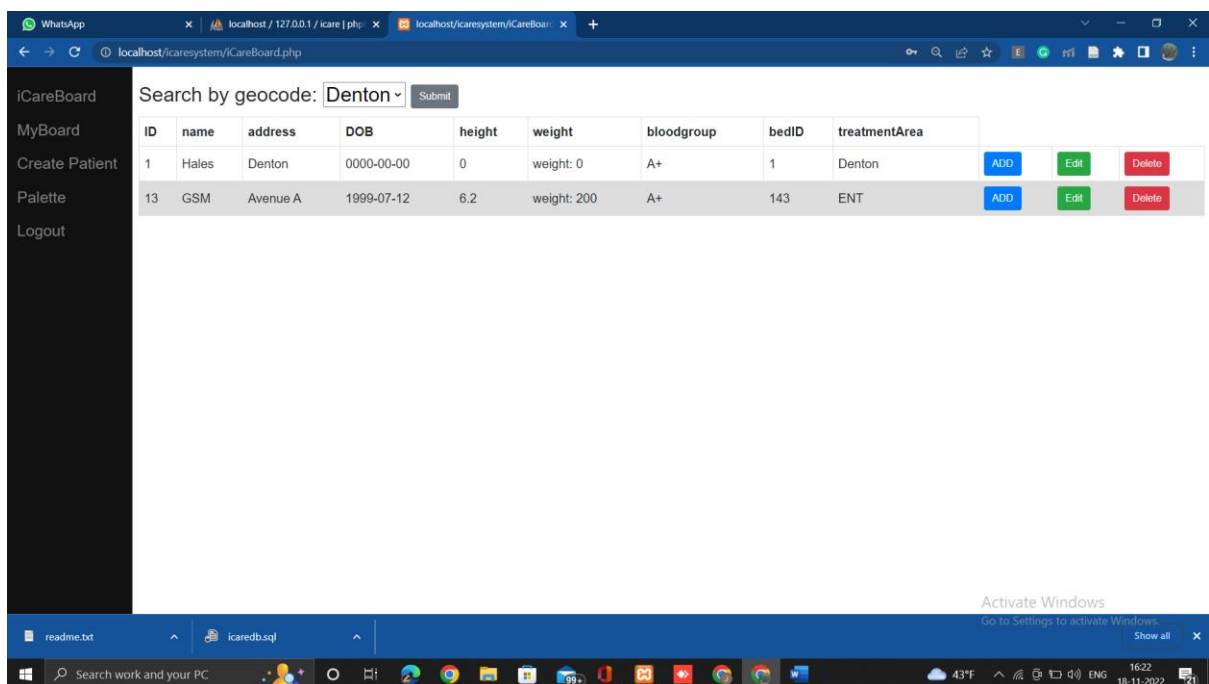 WhatsApp
localhost / 127.0.0.1 / icare | php
localhost/icaresystem/iCareBoard
localhost/icaresystem/iCareBoard.php
iCareBoard
MyBoard
Create Patient
Palette
Logout
Search by geocode: Denton Submit
ID name address DOB height weight bloodgroup bedID treatmentArea
1 Hales Denton 0000-00-00 0 weight: 0 A+ 1 Denton ADD Edit Delete
13 GSM Avenue A 1999-07-12 6.2 weight: 200 A+ 143 ENT ADD Edit Delete
Activate Windows
Go to Settings to activate Windows.
readme.txt icaredb.sql Show all
Search work and your PC 99+ 43°F ENG 16:22
18-11-2022 21